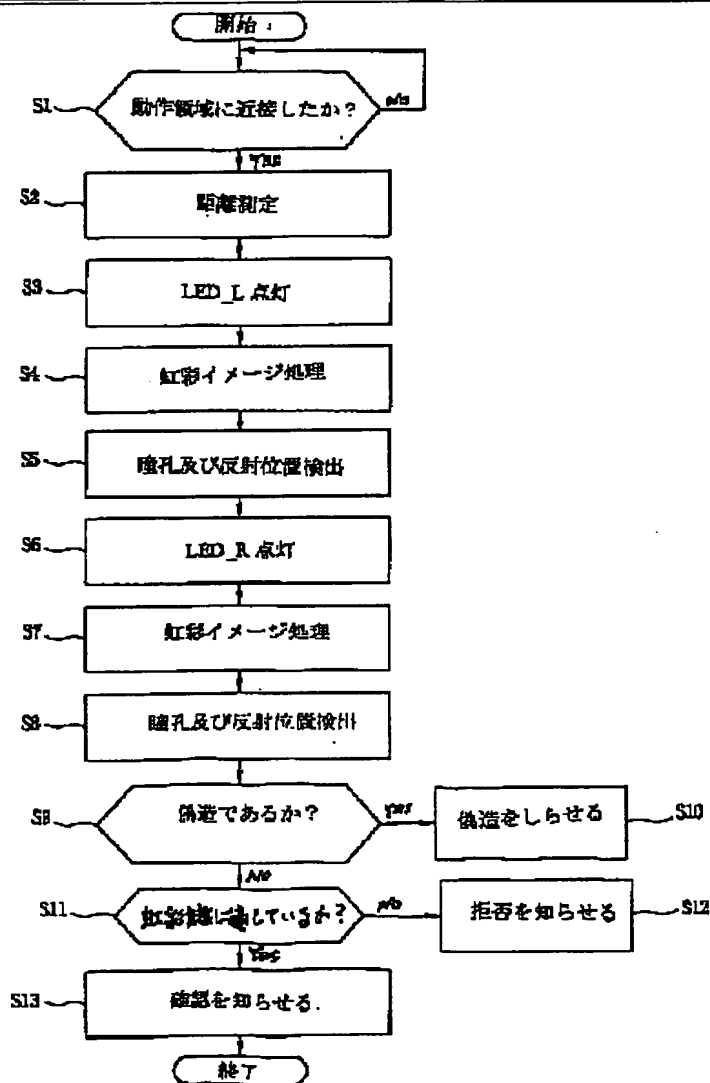 開始
S1
動作領域に近接したか?
no
yes
S2
距離測定
S3
LED_L 点灯
S4
虹彩イメージ処理
S5
瞳孔及び反射位置検出
S6
LED_R 点灯
S7
虹彩イメージ処理
S8
瞳孔及び反射位置検出
S9
偽造であるか?
yes
偽造をしらせる
S10
no
S11
虹彩 しているか?
no
拒否を知らせる
S12
yes
S13
確認を知らせる.
終了